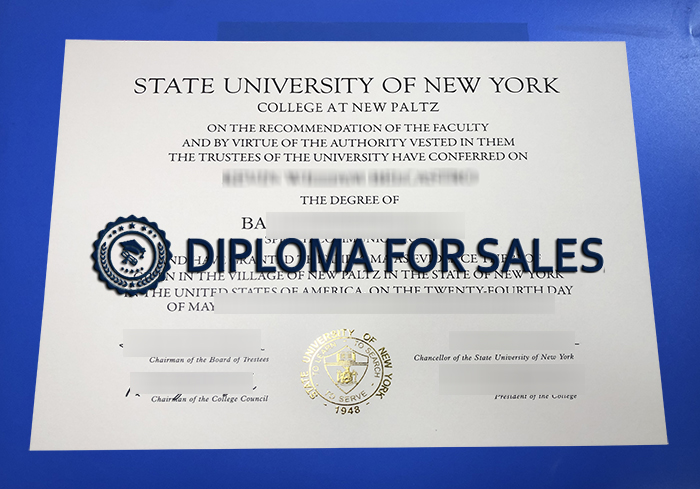 STATE UNIVERSITY OF NEW YORK
COLLEGE AT NEW PALTZ
ON THE RECOMMENDATION OF THE FACULTY
AND BY VIRTUE OF THE AUTHORITY VESTED IN THEM
THE TRUSTEES OF THE UNIVERSITY HAVE CONFERRED ON
THE DEGREE OF
BA
DIPLOMA FOR SALES
IN THE VILLAGE OF NEW PALTZ IN THE STATE OF NEW YORK
THE UNITED STATES OF AMERICA, ON THE TWENTY-FOURTH DAY
OF MAY
Chairman of the Board of Trustees
Chancellor of the State University of New York
Chairman of the College Council
President of the College
STATE UNIVERSITY OF NEW YORK
TO LEARN TO SEARCH
TO SERVE
1948